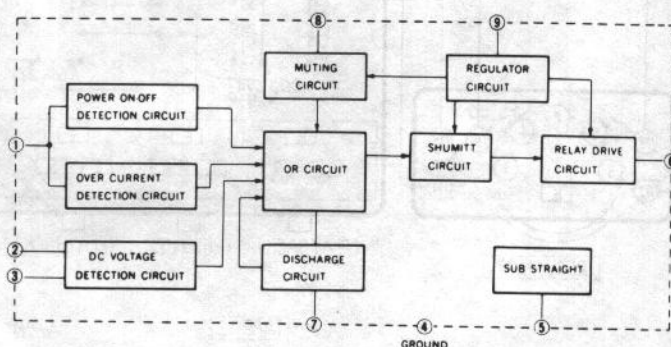 ⑧
⑨
MUTING
CIRCUIT
REGULATOR
CIRCUIT
POWER ON-OFF
DETECTION CIRCUIT
①
OR CIRCUIT
SHUMITT
CIRCUIT
RELAY DRIVE
CIRCUIT
⑥
OVER CURRENT
DETECTION CIRCUIT
②
③
DC VOLTAGE
DETECTION CIRCUIT
DISCHARGE
CIRCUIT
SUB STRAIGHT
⑦
④
⑤
GROUND